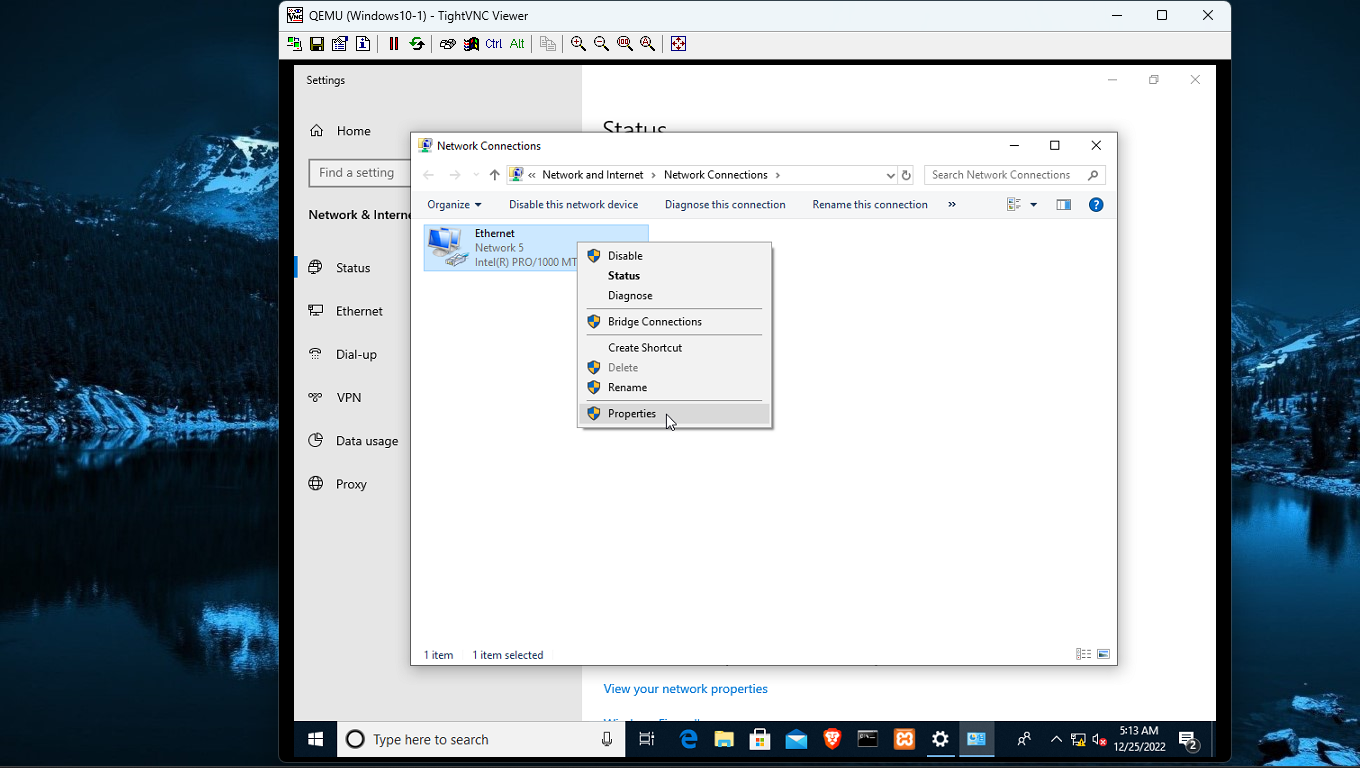 QEMU (Windows10-1) - TightVNC Viewer
Ctrl Alt
Settings
Home
Find a setting
Network & Interne
Status
Ethernet
Dial-up
VPN
Data usage
Proxy
Status
Network Connections
« Network and Internet › Network Connections ›
Search Network Connections
Organize
Disable this network device
Diagnose this connection
Rename this connection
»
Ethernet
Network 5
Intel(R) PRO/1000 MT
Disable
Status
Diagnose
Bridge Connections
Create Shortcut
Delete
Rename
Properties
1 item
1 item selected
View your network properties
Type here to search
5:13 AM
12/25/2022
2